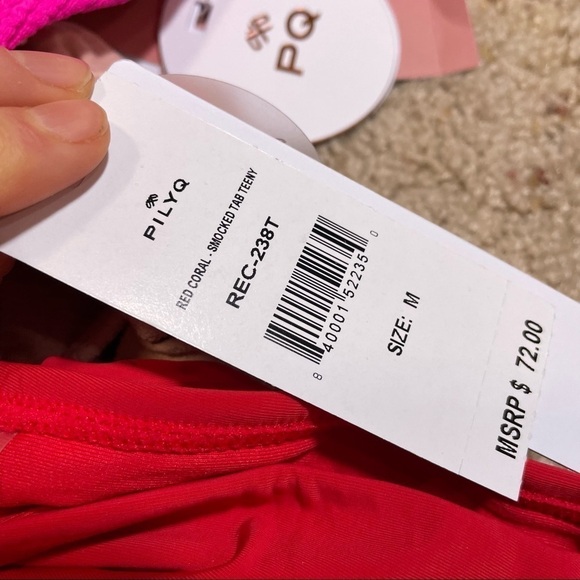 PQ
PILYQ
RED CORAL - SMOCKED TAB TEENY
REC-238T
8 40001 52235 0
SIZE: M
MSRP $ 72.00